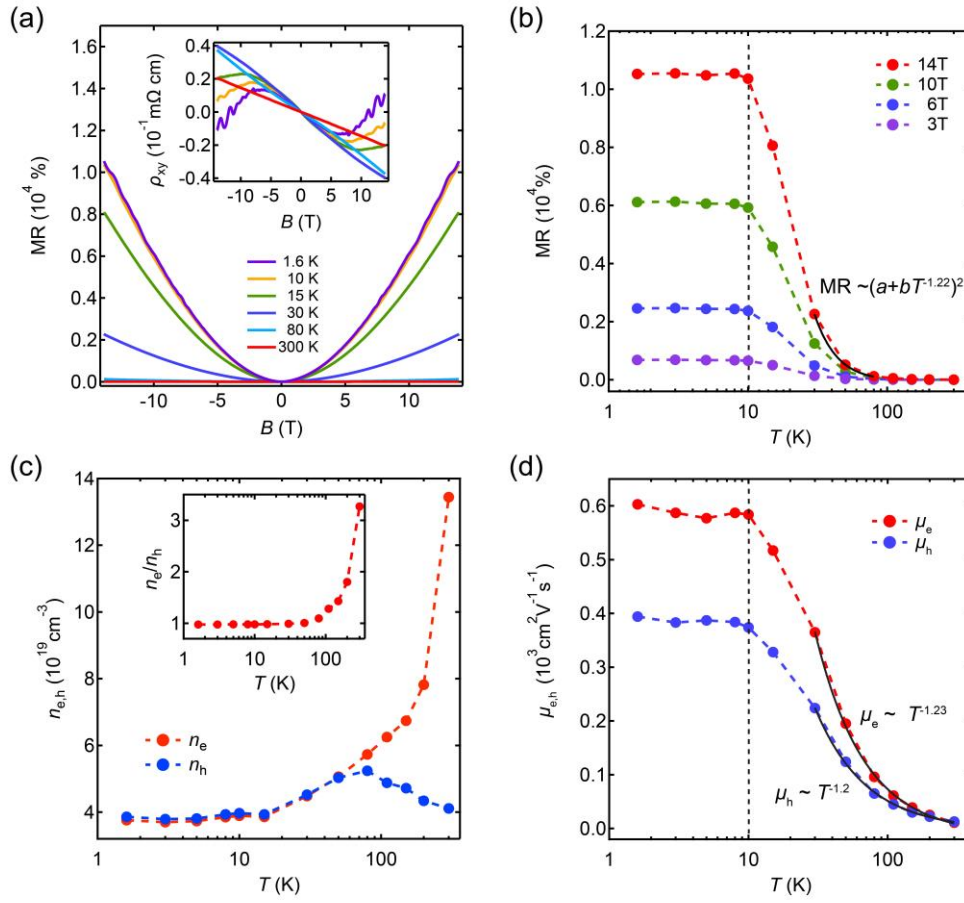 (a)
1.6
1.4
1.2
1.0
0.8
0.6
0.4
0.2
0.0
MR (10⁴ %)
-10
-5
0
5
10
B (T)
0.4
0.2
0.0
-0.2
-0.4
ρxy (10⁻¹ mΩ cm)
-10 -5 0 5 10
B (T)
1.6 K
10 K
15 K
30 K
80 K
300 K
(b)
1.2
1.0
0.8
0.6
0.4
0.2
0.0
MR (10⁴%)
14T
10T
6T
3T
MR ~(a+bT⁻¹·²²)²
1
10
100
T (K)
(c)
14
12
10
8
6
4
nₑ,ₕ (10¹⁹ cm⁻³)
3
2
1
nₑ/nₕ
1
10
100
T (K)
nₑ
nₕ
1
10
100
T (K)
(d)
0.6
0.5
0.4
0.3
0.2
0.1
0.0
μₑ,ₕ (10³ cm²V⁻¹s⁻¹)
μₑ
μₕ
μₑ ~ T⁻¹·²³
μₕ ~ T⁻¹·²
1
10
100
T (K)